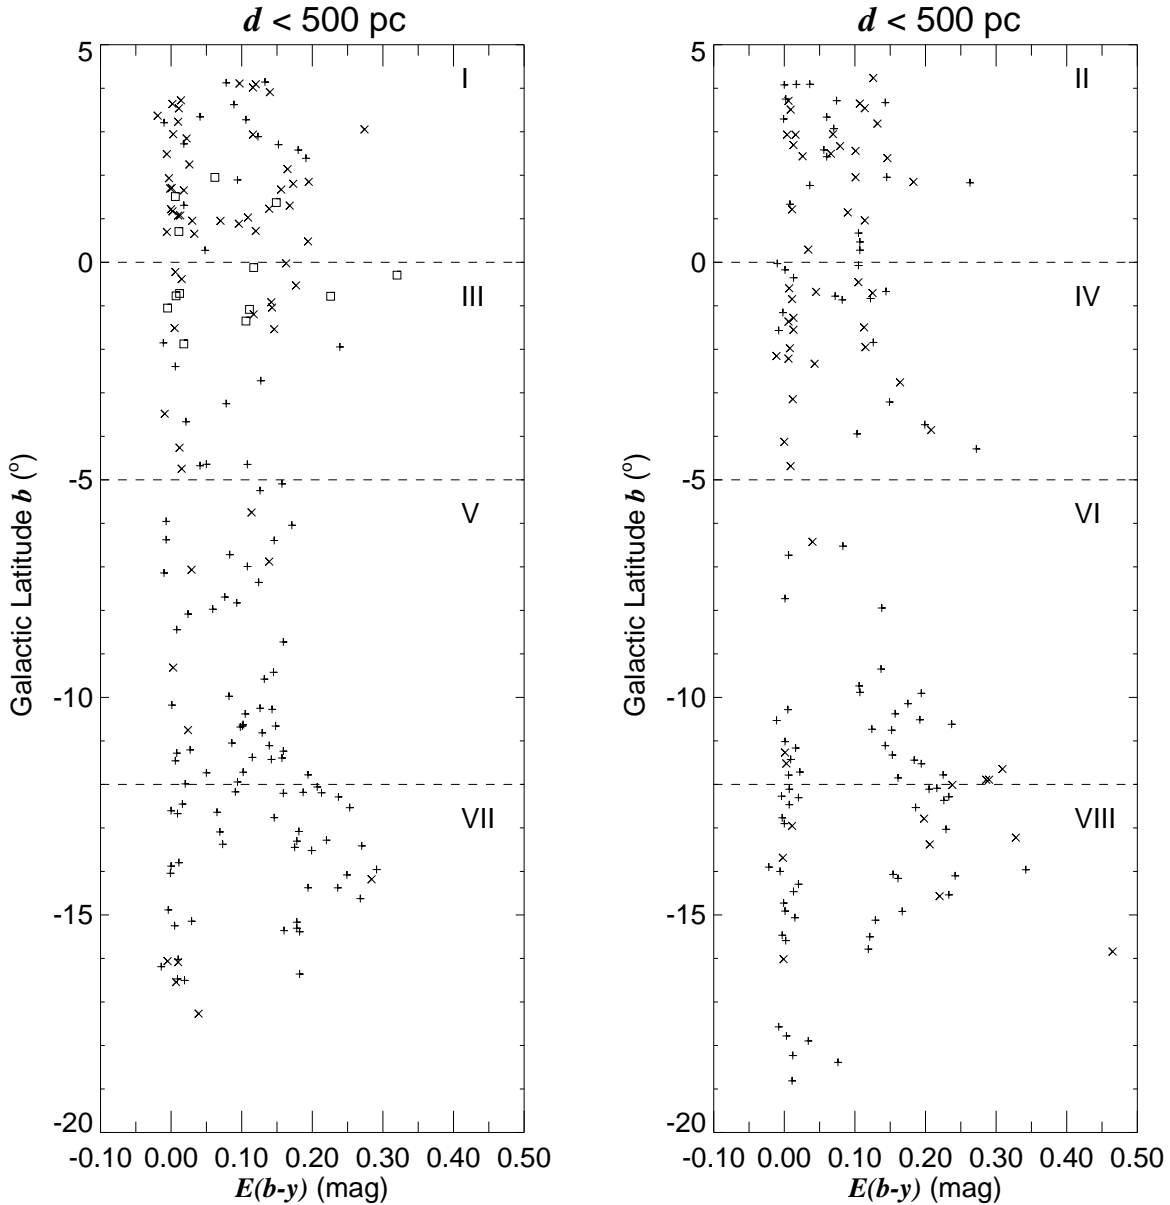 d < 500 pc
5
0
-5
-10
-15
-20
-0.10 0.00 0.10 0.20 0.30 0.40 0.50
E(b-y) (mag)
Galactic Latitude b (o)
I
III
V
VII
d < 500 pc
5
0
-5
-10
-15
-20
-0.10 0.00 0.10 0.20 0.30 0.40 0.50
E(b-y) (mag)
Galactic Latitude b (o)
II
IV
VI
VIII